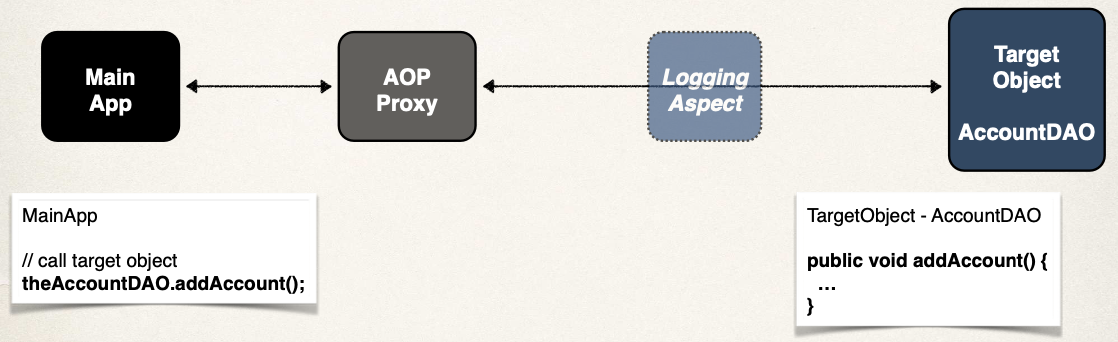 Main
App
AOP
Proxy
Logging
Aspect
Target
Object
AccountDAO
MainApp
// call target object
theAccountDAO.addAccount();
TargetObject - AccountDAO
public void addAccount() {
...
}